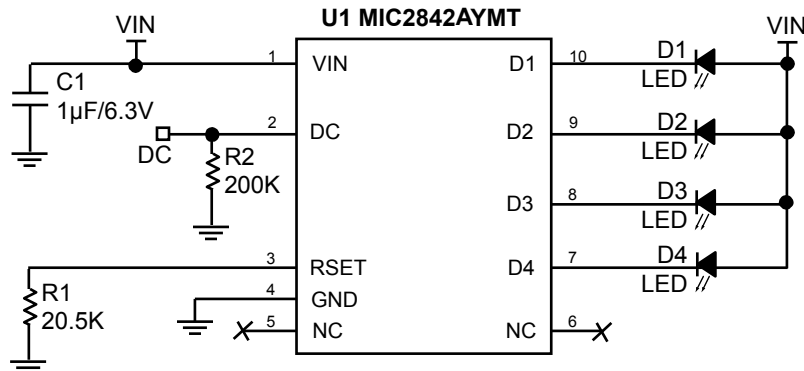 U1 MIC2842AYMT
VIN
VIN
C1
1µF/6.3V
1
VIN
D1
10
D1
LED
DC
2
DC
D2
9
D2
LED
R2
200K
D3
8
D3
LED
3
RSET
D4
7
D4
LED
R1
20.5K
4
GND
5
NC
NC
6